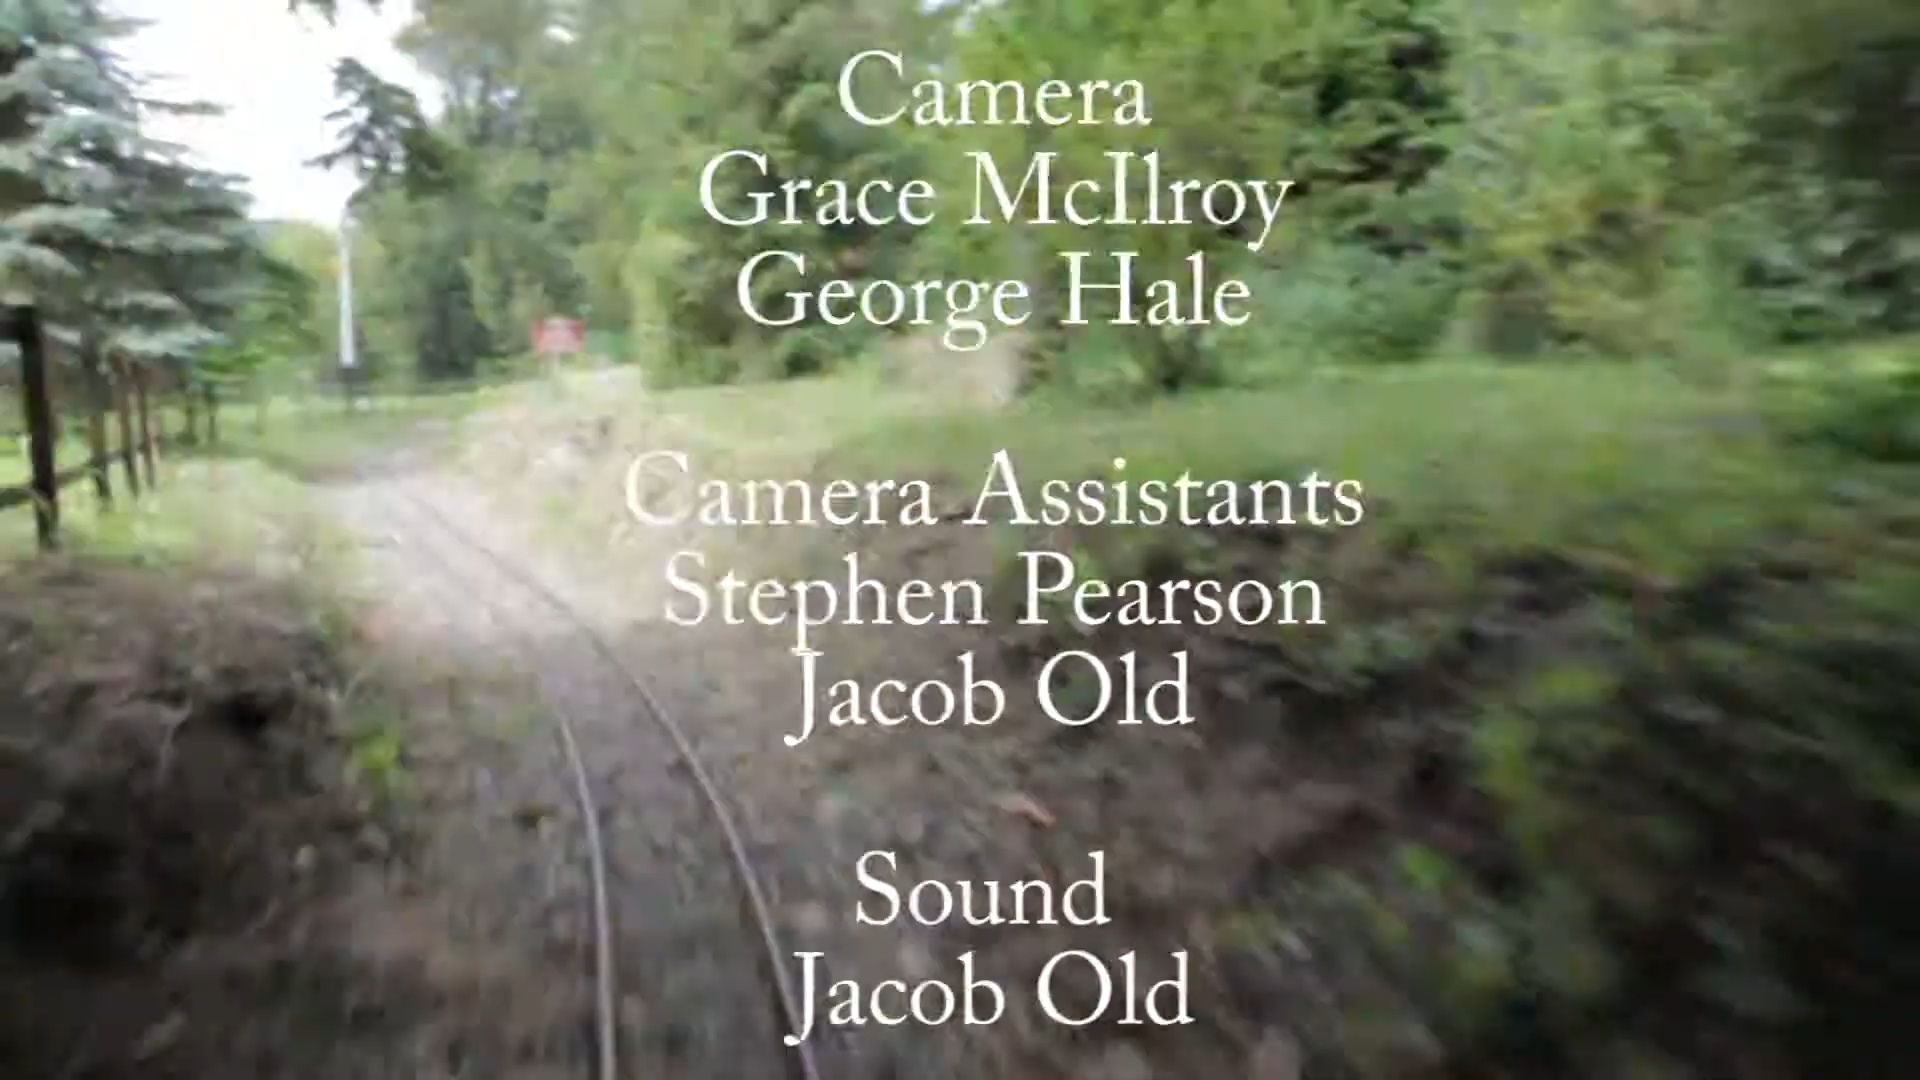 Camera
Grace McIlroy
George Hale
Camera Assistants
Stephen Pearson
Jacob Old
Sound
Jacob Old